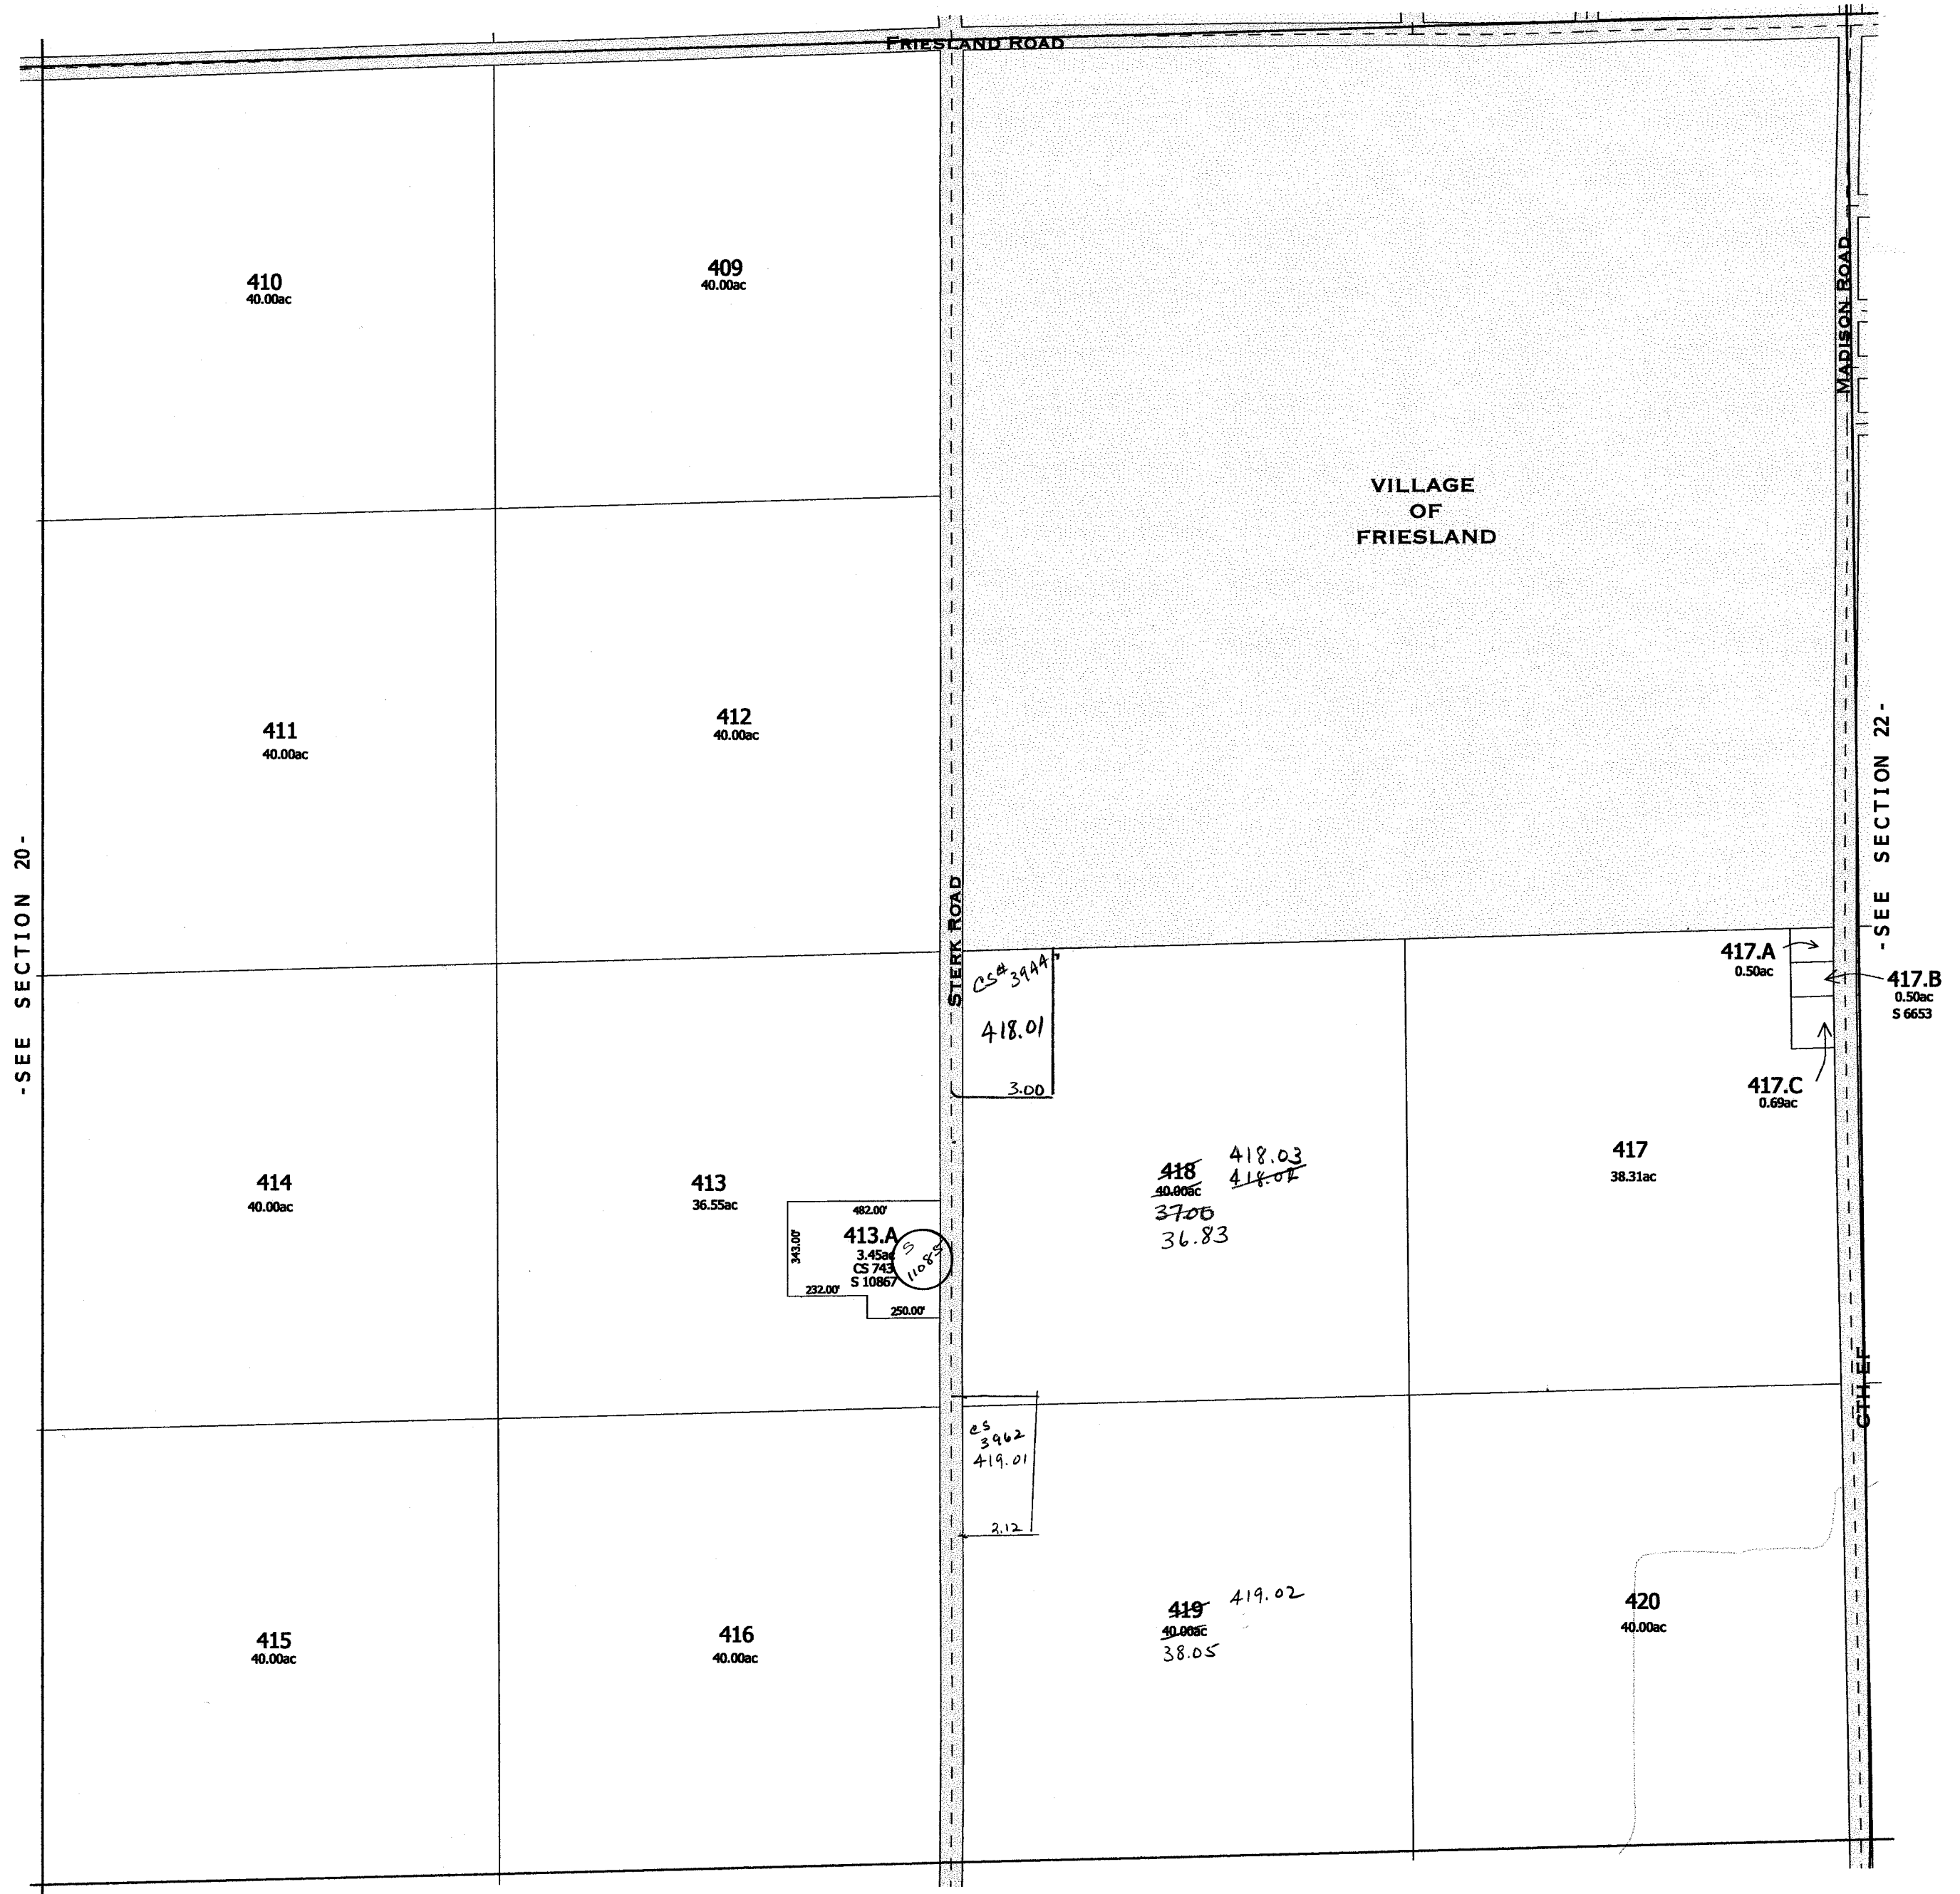 FRIESLAND ROAD
410
40.00ac
409
40.00ac
MADISON ROAD
VILLAGE
OF
FRIESLAND
411
40.00ac
412
40.00ac
-SEE SECTION 20-
STERK ROAD
-SEE SECTION 22-
CS# 3944
418.01
3.00
417.A
0.50ac
417.B
0.50ac
S 6653
417.C
0.69ac
414
40.00ac
413
36.55ac
482.00'
343.00'
413.A
3.45ac
CS 743
S 10867
232.00'
250.00'
S
11085
418
40.00ac
37.00
36.83
418.03
418.02
417
38.31ac
CTH EF
CS
3962
419.01
2.12
415
40.00ac
416
40.00ac
419
40.00ac
38.05
419.02
420
40.00ac